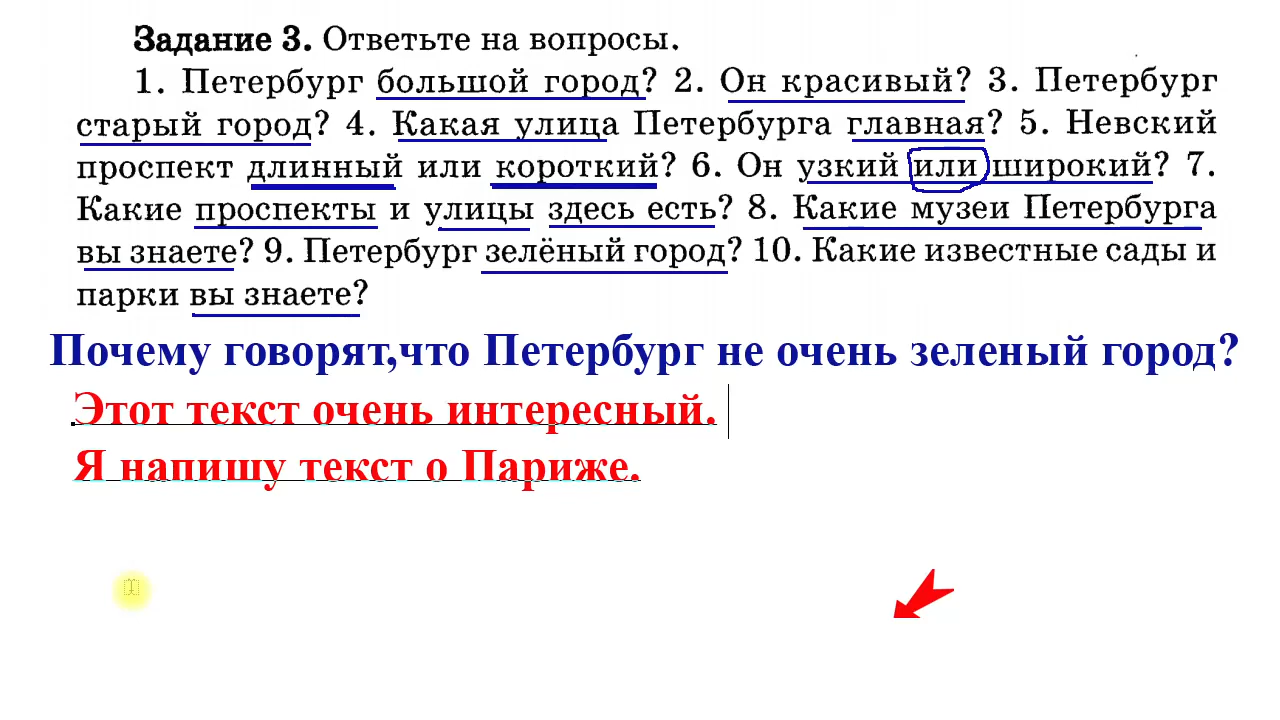 Задание 3. Ответьте на вопросы.
1. Петербург большой город? 2. Он красивый? 3. Петербург
старый город? 4. Какая улица Петербурга главная? 5. Невский
проспект длинный или короткий? 6. Он узкий или широкий? 7.
Какие проспекты и улицы здесь есть? 8. Какие музеи Петербурга
вы знаете? 9. Петербург зелёный город? 10. Какие известные сады и
парки вы знаете?
Почему говорят,что Петербург не очень зеленый город?
Этот текст очень интересный.
Я напишу текст о Париже.